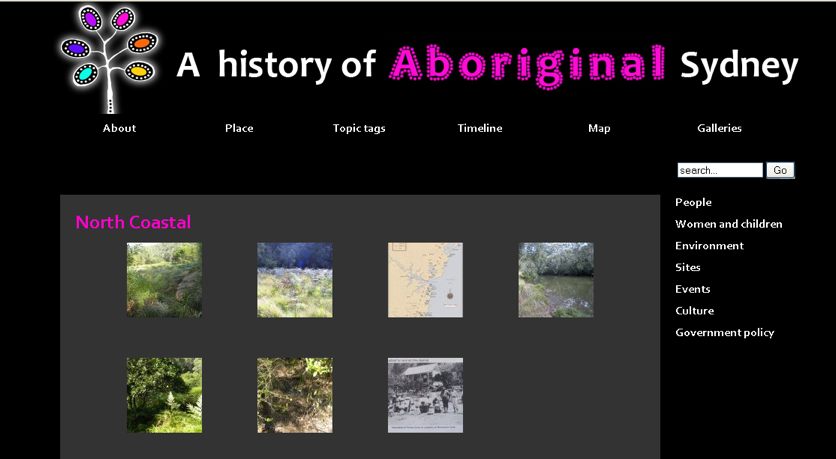 A history of Aboriginal Sydney
About Place Topic tags Timeline Map Galleries
search... Go
People
Women and children
Environment
Sites
Events
Culture
Government policy
North Coastal